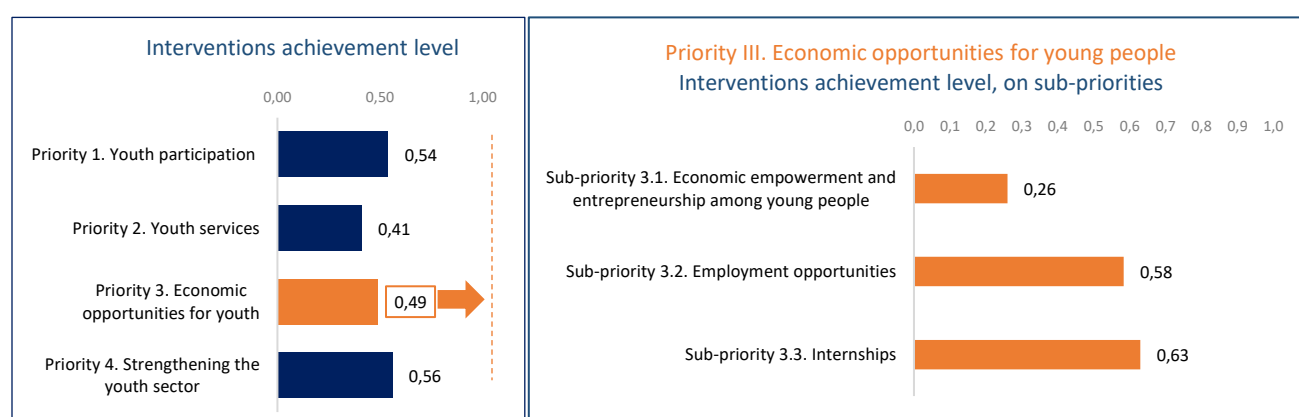 Interventions achievement level
0,00 0,50 1,00
Priority 1. Youth participation 0,54
Priority 2. Youth services 0,41
Priority 3. Economic
opportunities for youth 0,49
Priority 4. Strengthening the
youth sector 0,56
Priority III. Economic opportunities for young people
Interventions achievement level, on sub-priorities
0,0 0,1 0,2 0,3 0,4 0,5 0,6 0,7 0,8 0,9 1,0
Sub-priority 3.1. Economic empowerment and
entrepreneurship among young people 0,26
Sub-priority 3.2. Employment opportunities 0,58
Sub-priority 3.3. Internships 0,63